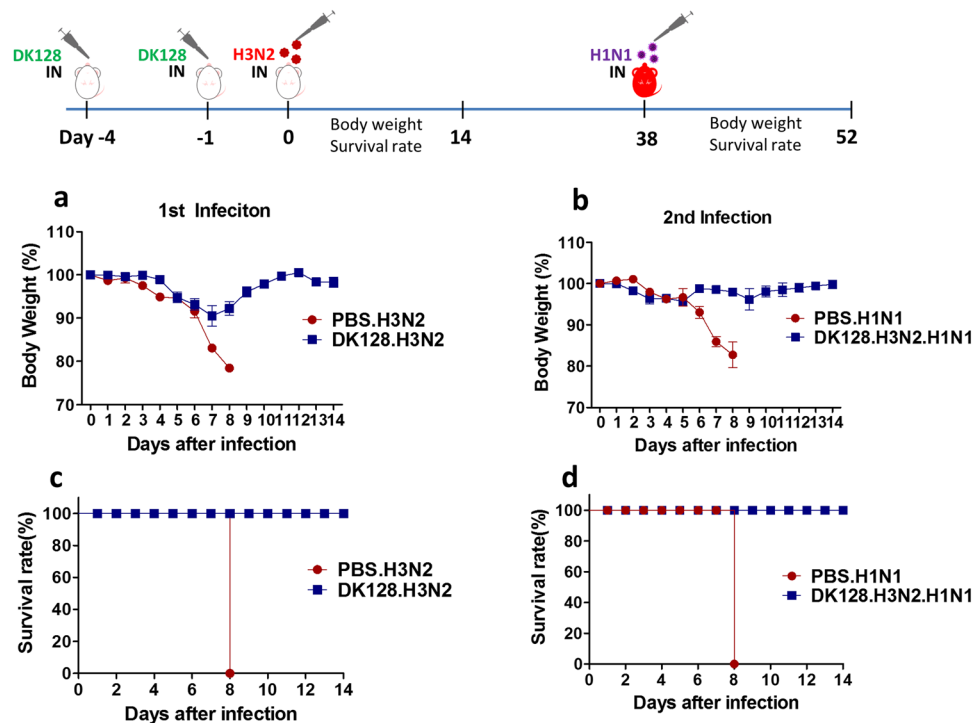 DK128
IN
DK128
IN
H3N2
IN
H1N1
IN
Day -4
-1
0
Body weight
Survival rate
14
38
Body weight
Survival rate
52
a
1st Infeciton
Body Weight (%)
110
100
90
80
70
0 1 2 3 4 5 6 7 8 9 1011121314
Days after infection
PBS.H3N2
DK128.H3N2
b
2nd Infection
Body Weight (%)
110
100
90
80
70
0 1 2 3 4 5 6 7 8 9 1011121314
Days after infection
PBS.H1N1
DK128.H3N2.H1N1
c
Survival rate(%)
100
80
60
40
20
0
0 2 4 6 8 10 12 14
Days after infection
PBS.H3N2
DK128.H3N2
d
Survival rate(%)
100
80
60
40
20
0
0 2 4 6 8 10 12 14
Days after infection
PBS.H1N1
DK128.H3N2.H1N1